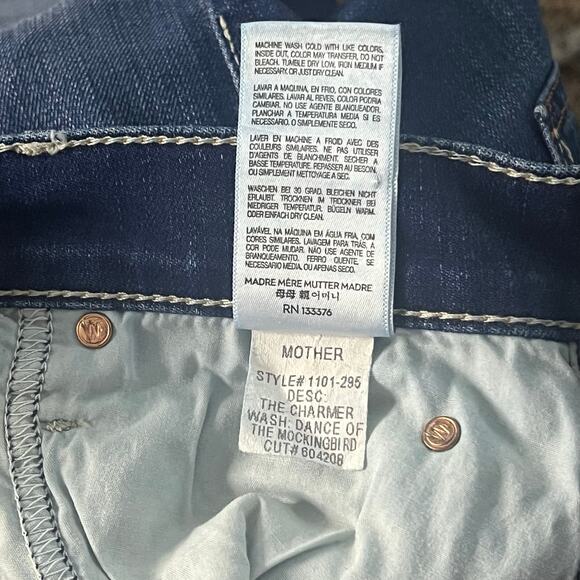 MACHINE WASH COLD WITH LIKE COLORS,
INSIDE OUT, COLOR MAY TRANSFER, DO NOT
BLEACH. TUMBLE DRY LOW. IRON MEDIUM IF
NECESSARY. OR JUST DRY CLEAN.
LAVAR A MAQUINA, EN FRIO, CON COLORES
SIMILARES. LAVAR AL REVES, COLOR PODRIA
CAMBIAR. NO USE AGENTE BLANQUEADOR.
PLANCHAR A TEMPERATURA MEDIA SI ES
NECESARIO. O SIMPLEMENTE SECO.
LAVER EN MACHINE A FROID AVEC DES
COULEURS SIMILAIRES. NE PAS UTILISER
D'AGENTS DE BLANCHIMENT. SECHER A
BASSE TEMPERATURE. REPASSER AU BESOIN
OU SIMPLEMENT METTOYAGE A SEC.
WASCHEN BEI 30 GRAD. BLEICHEN NICHT
ERLAUBT. TROCKNEN IM TROCKNER BEI
NIEDRIGER TEMPERATUR. BÜGELN WARM.
ODER EINFACH DRY CLEAN.
LAVÁVEL NA MÁQUINA EM ÁGUA FRIA, COM
CORES SIMILARES. LAVAGEM PARA TRÁS, A
COR PODE MUDAR. NÃO USE AGENTE DE
BRANQUEAMENTO. FERRO QUENTE, SE
NECESSÁRIO MÉDIA, OU APENAS SECO.
MADRE MÈRE MUTTER MADRE
母母親어머니
RN 133376
MOTHER
STYLE# 1101-295
DESC:
THE CHARMER
WASH: DANCE OF
THE MOCKINGBIRD
CUT# 604208